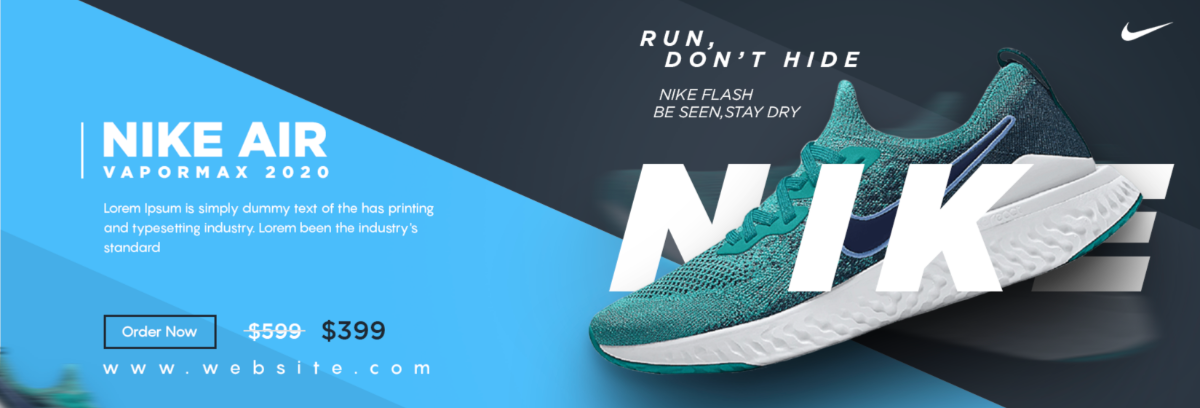 RUN,
DON'T HIDE
NIKE FLASH
BE SEEN,STAY DRY
NIKE AIR
VAPORMAX 2020
Lorem Ipsum is simply dummy text of the has printing
and typesetting industry. Lorem been the industry's
standard
Order Now $599 $399
www.website.com
NIKE